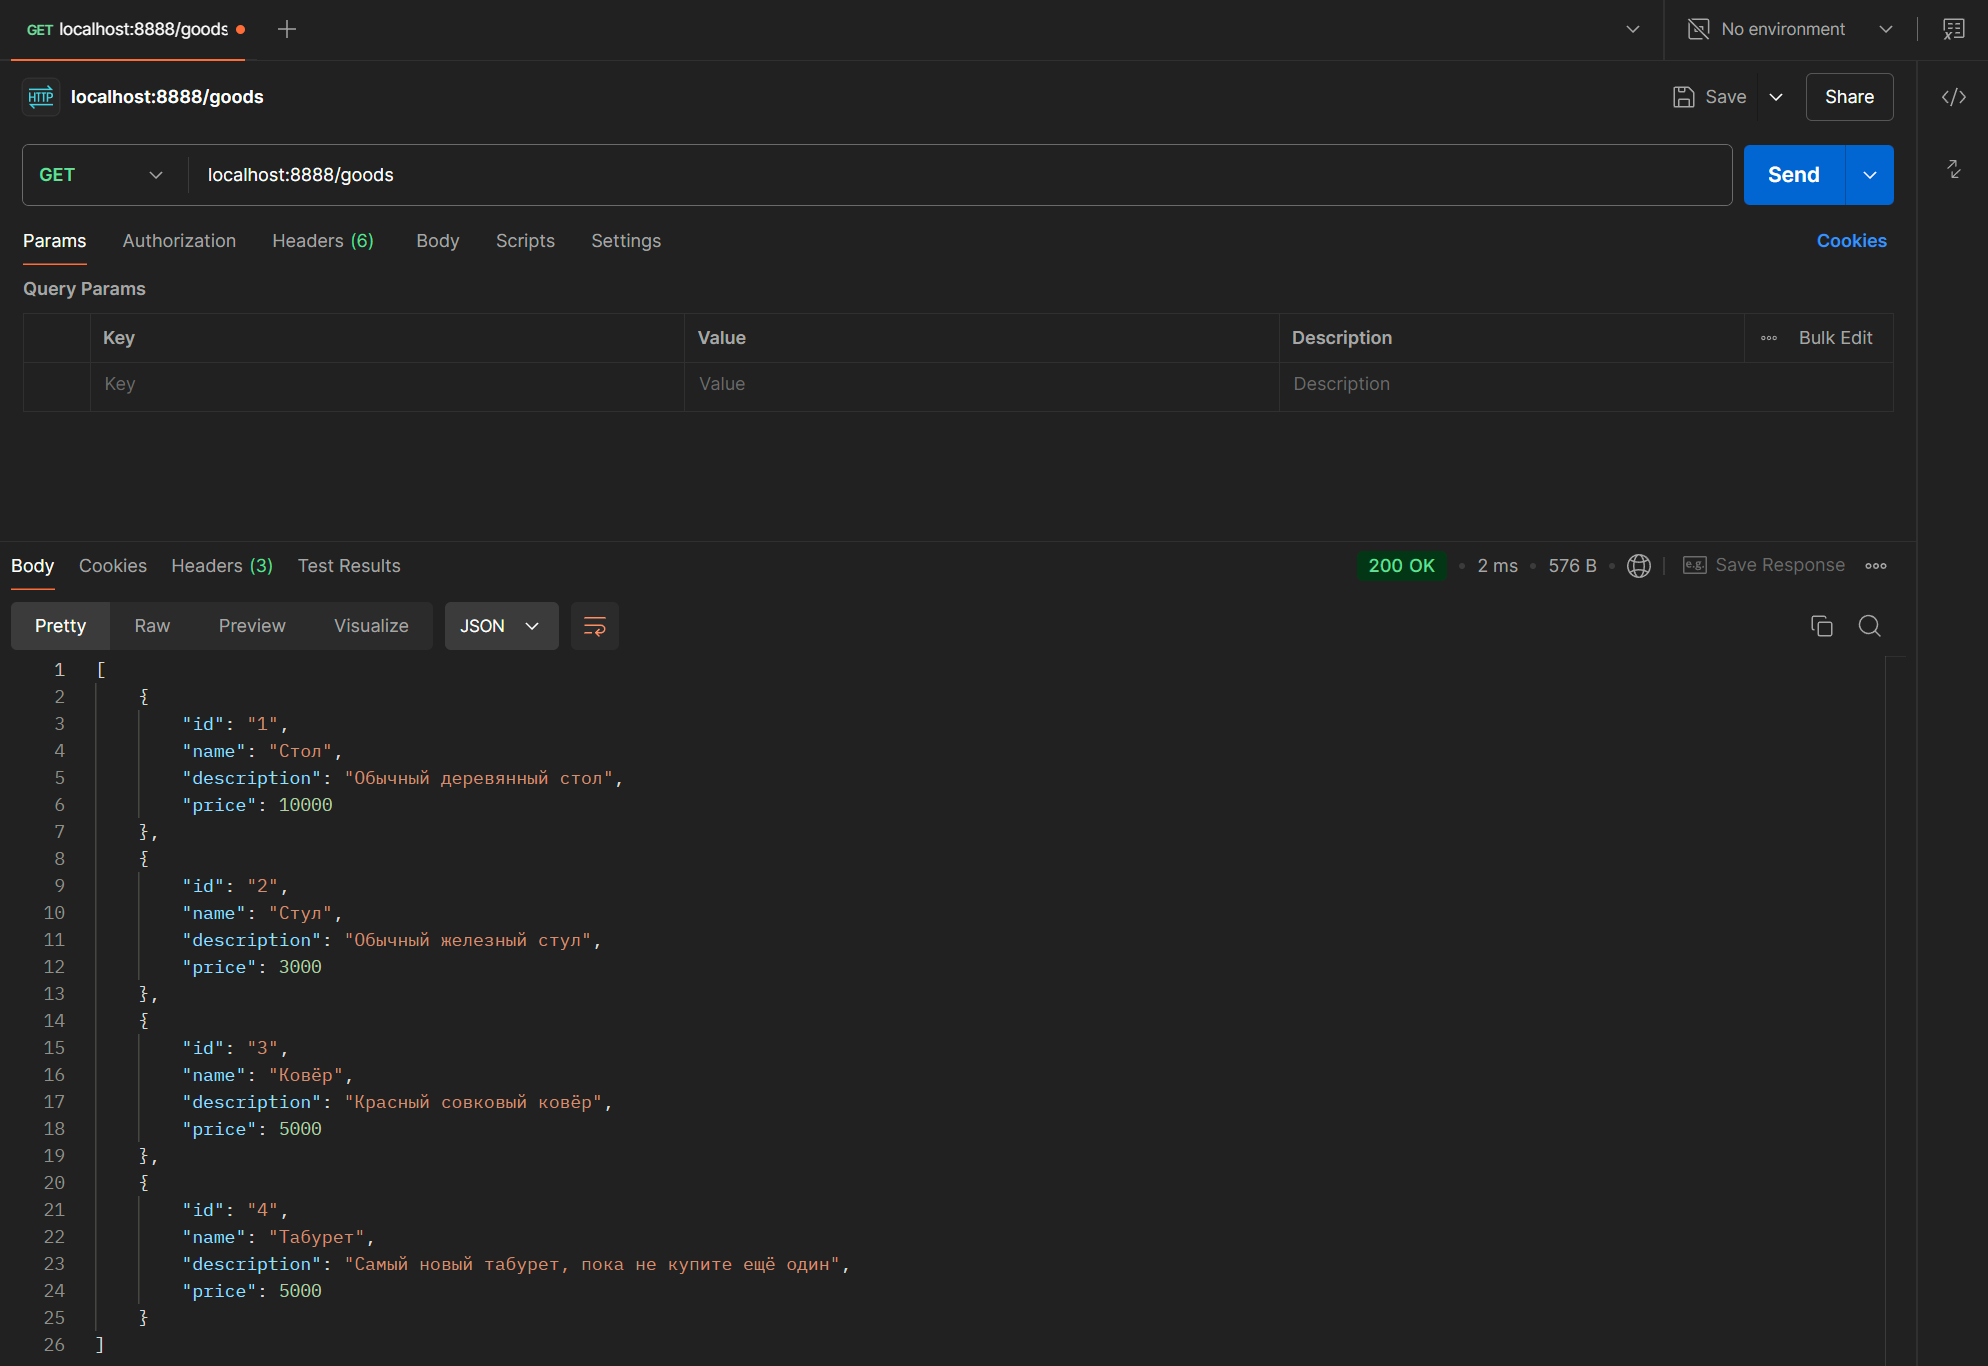 GET localhost:8888/goods
No environment
HTTP localhost:8888/goods
Save
Share
GET localhost:8888/goods
Send
Params Authorization Headers (6) Body Scripts Settings
Cookies
Query Params
Key Value Description Bulk Edit
Key Value Description
Body Cookies Headers (3) Test Results
200 OK • 2 ms • 576 B •
e.g. Save Response
Pretty Raw Preview Visualize JSON
1 [
2 {
3 "id": "1",
4 "name": "Стол",
5 "description": "Обычный деревянный стол",
6 "price": 10000
7 },
8 {
9 "id": "2",
10 "name": "Стул",
11 "description": "Обычный железный стул",
12 "price": 3000
13 },
14 {
15 "id": "3",
16 "name": "Ковёр",
17 "description": "Красный совковый ковёр",
18 "price": 5000
19 },
20 {
21 "id": "4",
22 "name": "Табурет",
23 "description": "Самый новый табурет, пока не купите ещё один",
24 "price": 5000
25 }
26 ]